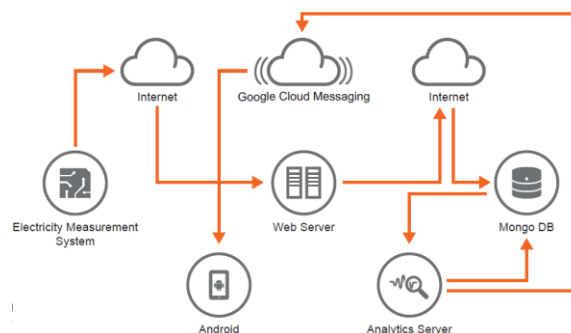 Internet
Google Cloud Messaging
Internet
Electricity Measurement
System
Web Server
Mongo DB
Android
Analytics Server